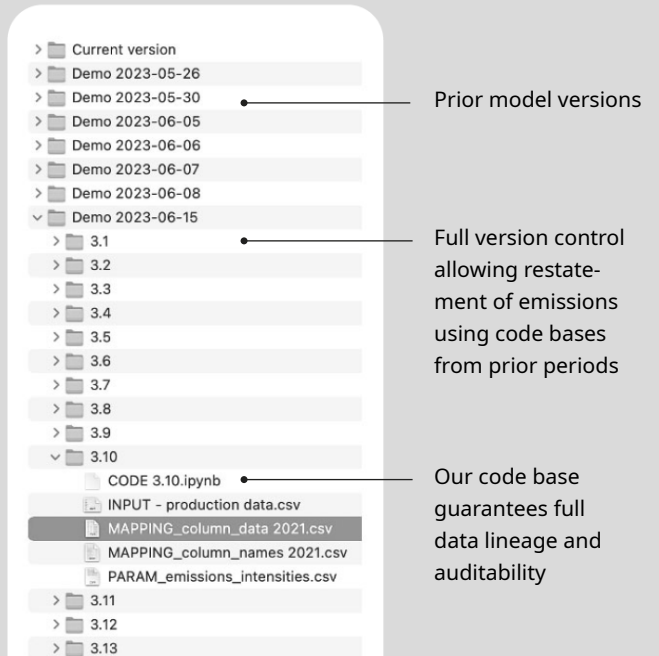 Current version
Demo 2023-05-26
Demo 2023-05-30
Demo 2023-06-05
Demo 2023-06-06
Demo 2023-06-07
Demo 2023-06-08
Demo 2023-06-15
3.1
3.2
3.3
3.4
3.5
3.6
3.7
3.8
3.9
3.10
CODE 3.10.ipynb
INPUT - production data.csv
MAPPING_column_data 2021.csv
MAPPING_column_names 2021.csv
PARAM_emissions_intensities.csv
3.11
3.12
3.13
Prior model versions
Full version control
allowing restate-
ment of emissions
using code bases
from prior periods
Our code base
guarantees full
data lineage and
auditability